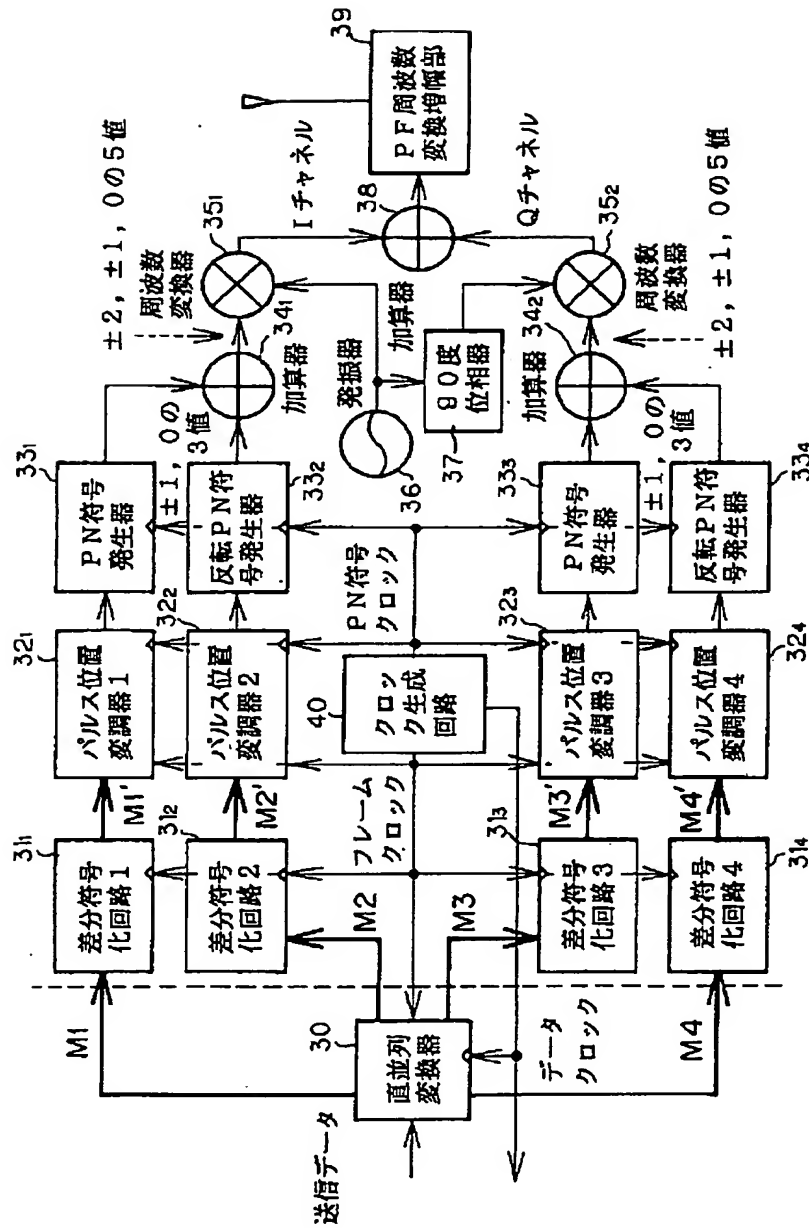 送信データ
30
直並列
変換器
データ
クロック
M1
M2
M3
M4
311
差分符号
化回路1
312
差分符号
化回路2
313
差分符号
化回路3
314
差分符号
化回路4
フレーム
クロック
M1'
M2'
M3'
M4'
321
パルス位置
変調器1
322
パルス位置
変調器2
40
クロッ
ク生成
回路
323
パルス位置
変調器3
324
パルス位置
変調器4
PN符号
クロック
331
PN符号
発生器
332
反転PN符
号発生器
333
PN符号
発生器
334
反転PN符
号発生器
±1,0の
3値
±1,0の
3値
341
加算器
36
発振器
37
90度
位相器
342
加算器
±2,±1,0の5値
周波数
変換器
351
352
周波数
変換器
±2,±1,0の5値
Iチャネル
Qチャネル
38
加算器
39
PF周波数
変換増幅部